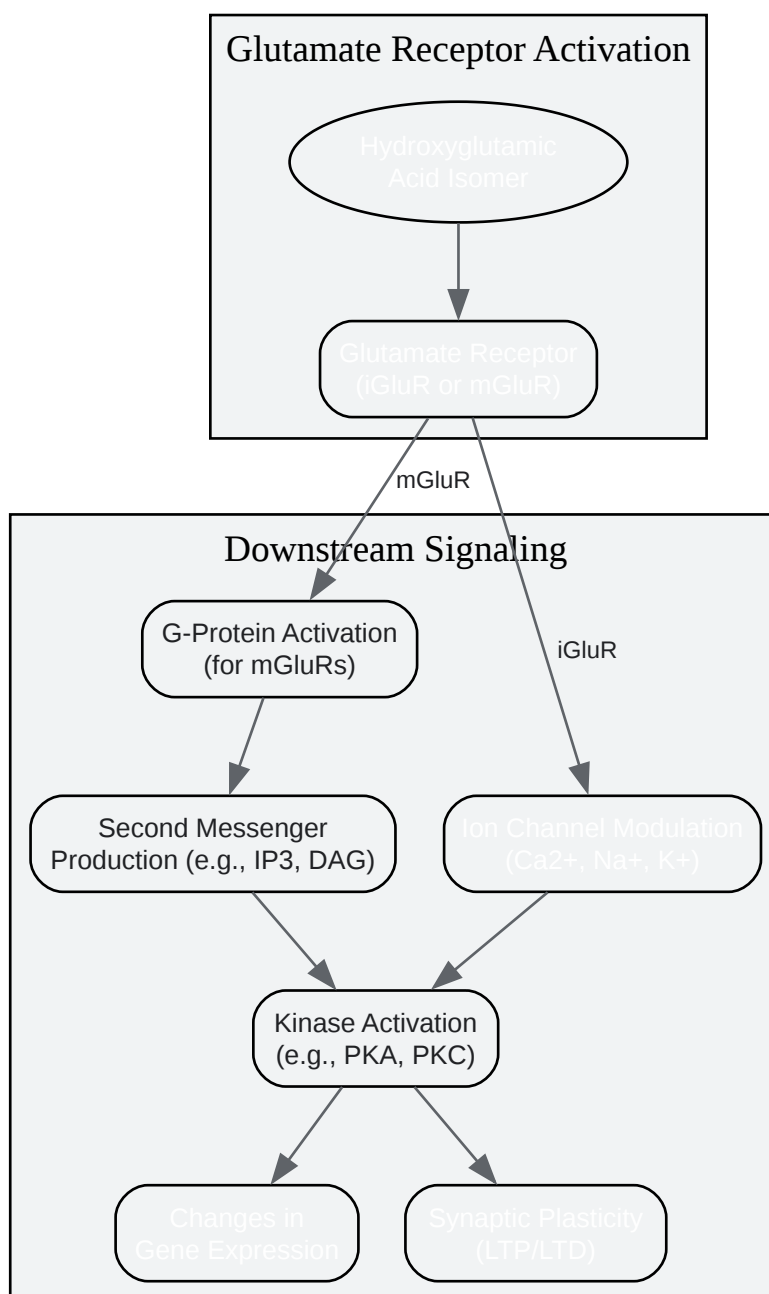 Glutamate Receptor Activation
Hydroxyglutamic
Acid Isomer
Glutamate Receptor
(iGluR or mGluR)
mGluR
Downstream Signaling
G-Protein Activation
(for mGluRs)
iGluR
Second Messenger
Production (e.g., IP3, DAG)
Ion Channel Modulation
(Ca2+, Na+, K+)
Kinase Activation
(e.g., PKA, PKC)
Changes in
Gene Expression
Synaptic Plasticity
(LTP/LTD)